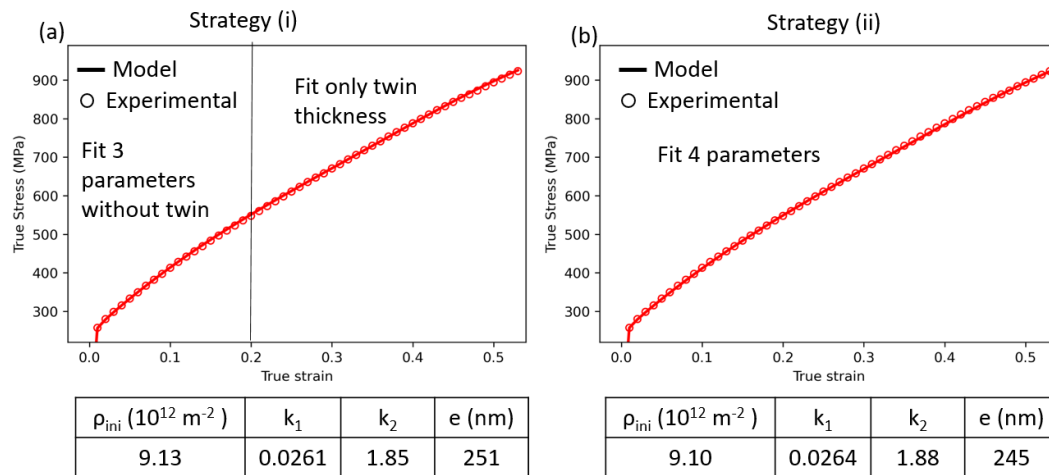 Strategy (i)
(a)
Model
Experimental
Fit 3
parameters
without twin
Fit only twin
thickness
True Stress (MPa)
900
800
700
600
500
400
300
0.0 0.1 0.2 0.3 0.4 0.5
True strain
ρini (10¹² m⁻² ) k₁ k₂ e (nm)
9.13 0.0261 1.85 251
Strategy (ii)
(b)
Model
Experimental
Fit 4 parameters
True Stress (MPa)
900
800
700
600
500
400
300
0.0 0.1 0.2 0.3 0.4 0.5
True strain
ρini (10¹² m⁻² ) k₁ k₂ e (nm)
9.10 0.0264 1.88 245